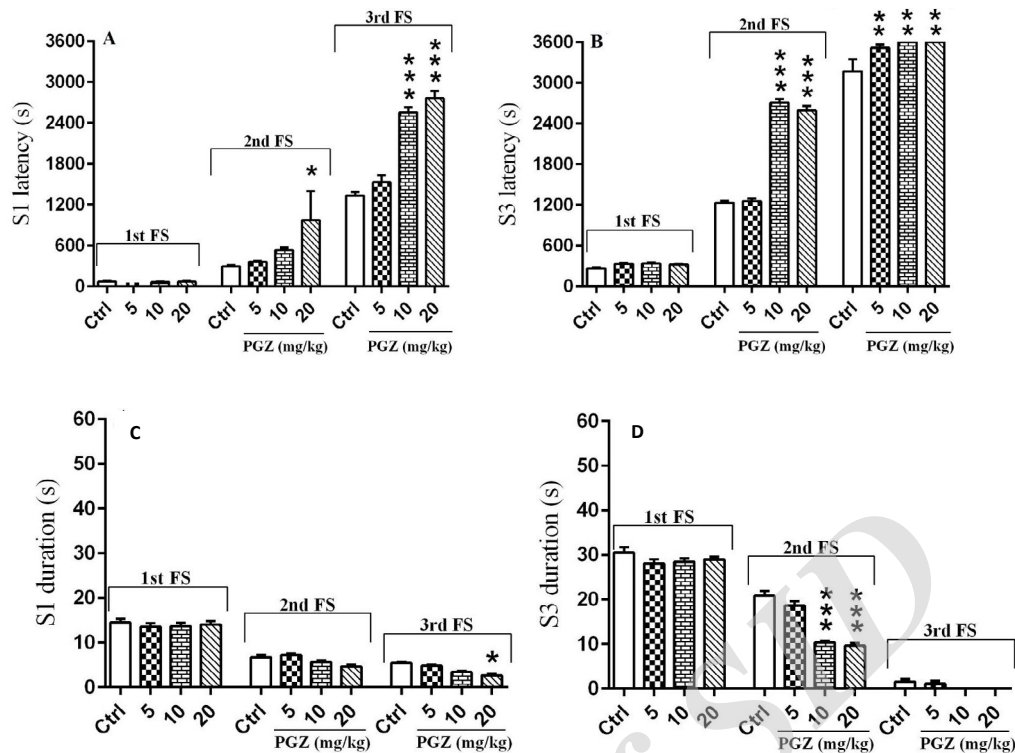 A
3rd FS
3600
3000
2400
1800
1200
600
0
S1 latency (s)
***
***
2nd FS
*
1st FS
Ctrl 5 10 20 Ctrl 5 10 20 Ctrl 5 10 20
PGZ (mg/kg) PGZ (mg/kg)
B
2nd FS
3600
3000
2400
1800
1200
600
0
S3 latency (s)
***
***
**
**
**
1st FS
Ctrl 5 10 20 Ctrl 5 10 20 Ctrl 5 10 20
PGZ (mg/kg) PGZ (mg/kg)
C
60
50
40
30
20
10
0
S1 duration (s)
1st FS
2nd FS
3rd FS
*
Ctrl 5 10 20 Ctrl 5 10 20 Ctrl 5 10 20
PGZ (mg/kg) PGZ (mg/kg)
D
60
50
40
30
20
10
0
S3 duration (s)
1st FS
2nd FS
***
***
3rd FS
Ctrl 5 10 20 Ctrl 5 10 20 Ctrl 5 10 20
PGZ (mg/kg) PGZ (mg/kg)
SID